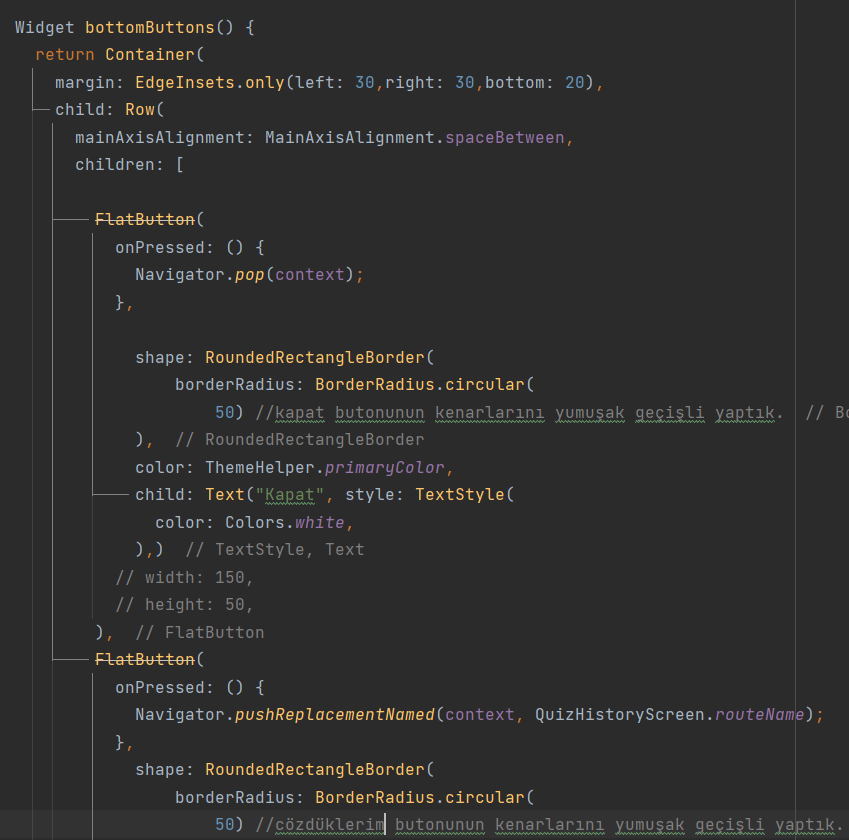 Widget bottomButtons() {
return Container(
margin: EdgeInsets.only(left: 30,right: 30,bottom: 20),
child: Row(
mainAxisAlignment: MainAxisAlignment.spaceBetween,
children: [
FlatButton(
onPressed: () {
Navigator.pop(context);
},
shape: RoundedRectangleBorder(
borderRadius: BorderRadius.circular(
50) //kapat butonunun kenarlarını yumuşak geçişli yaptık. // Bo
), // RoundedRectangleBorder
color: ThemeHelper.primaryColor,
child: Text("Kapat", style: TextStyle(
color: Colors.white,
),) // TextStyle, Text
// width: 150,
// height: 50,
), // FlatButton
FlatButton(
onPressed: () {
Navigator.pushReplacementNamed(context, QuizHistoryScreen.routeName);
},
shape: RoundedRectangleBorder(
borderRadius: BorderRadius.circular(
50) //cözdüklerim butonunun kenarlarını yumuşak geçişli yaptık.